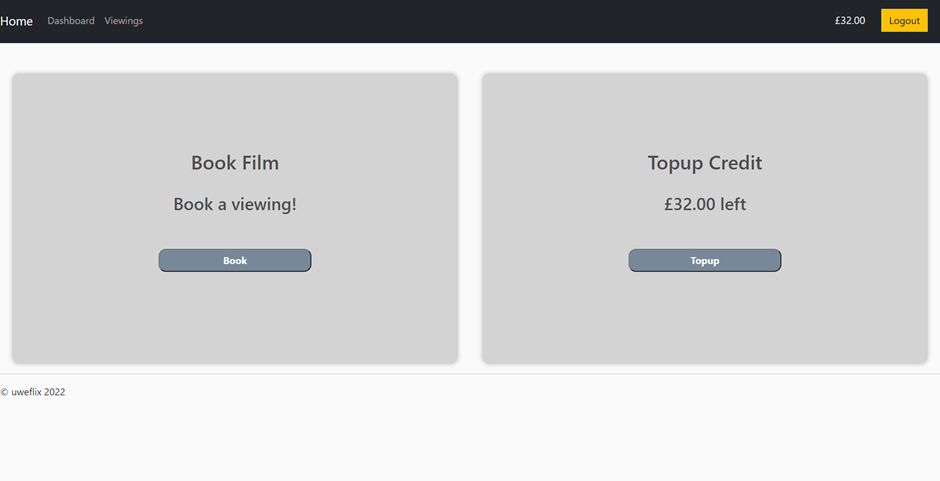 Home Dashboard Viewings £32.00 Logout
Book Film
Book a viewing!
Book
Topup Credit
£32.00 left
Topup
© uweflix 2022